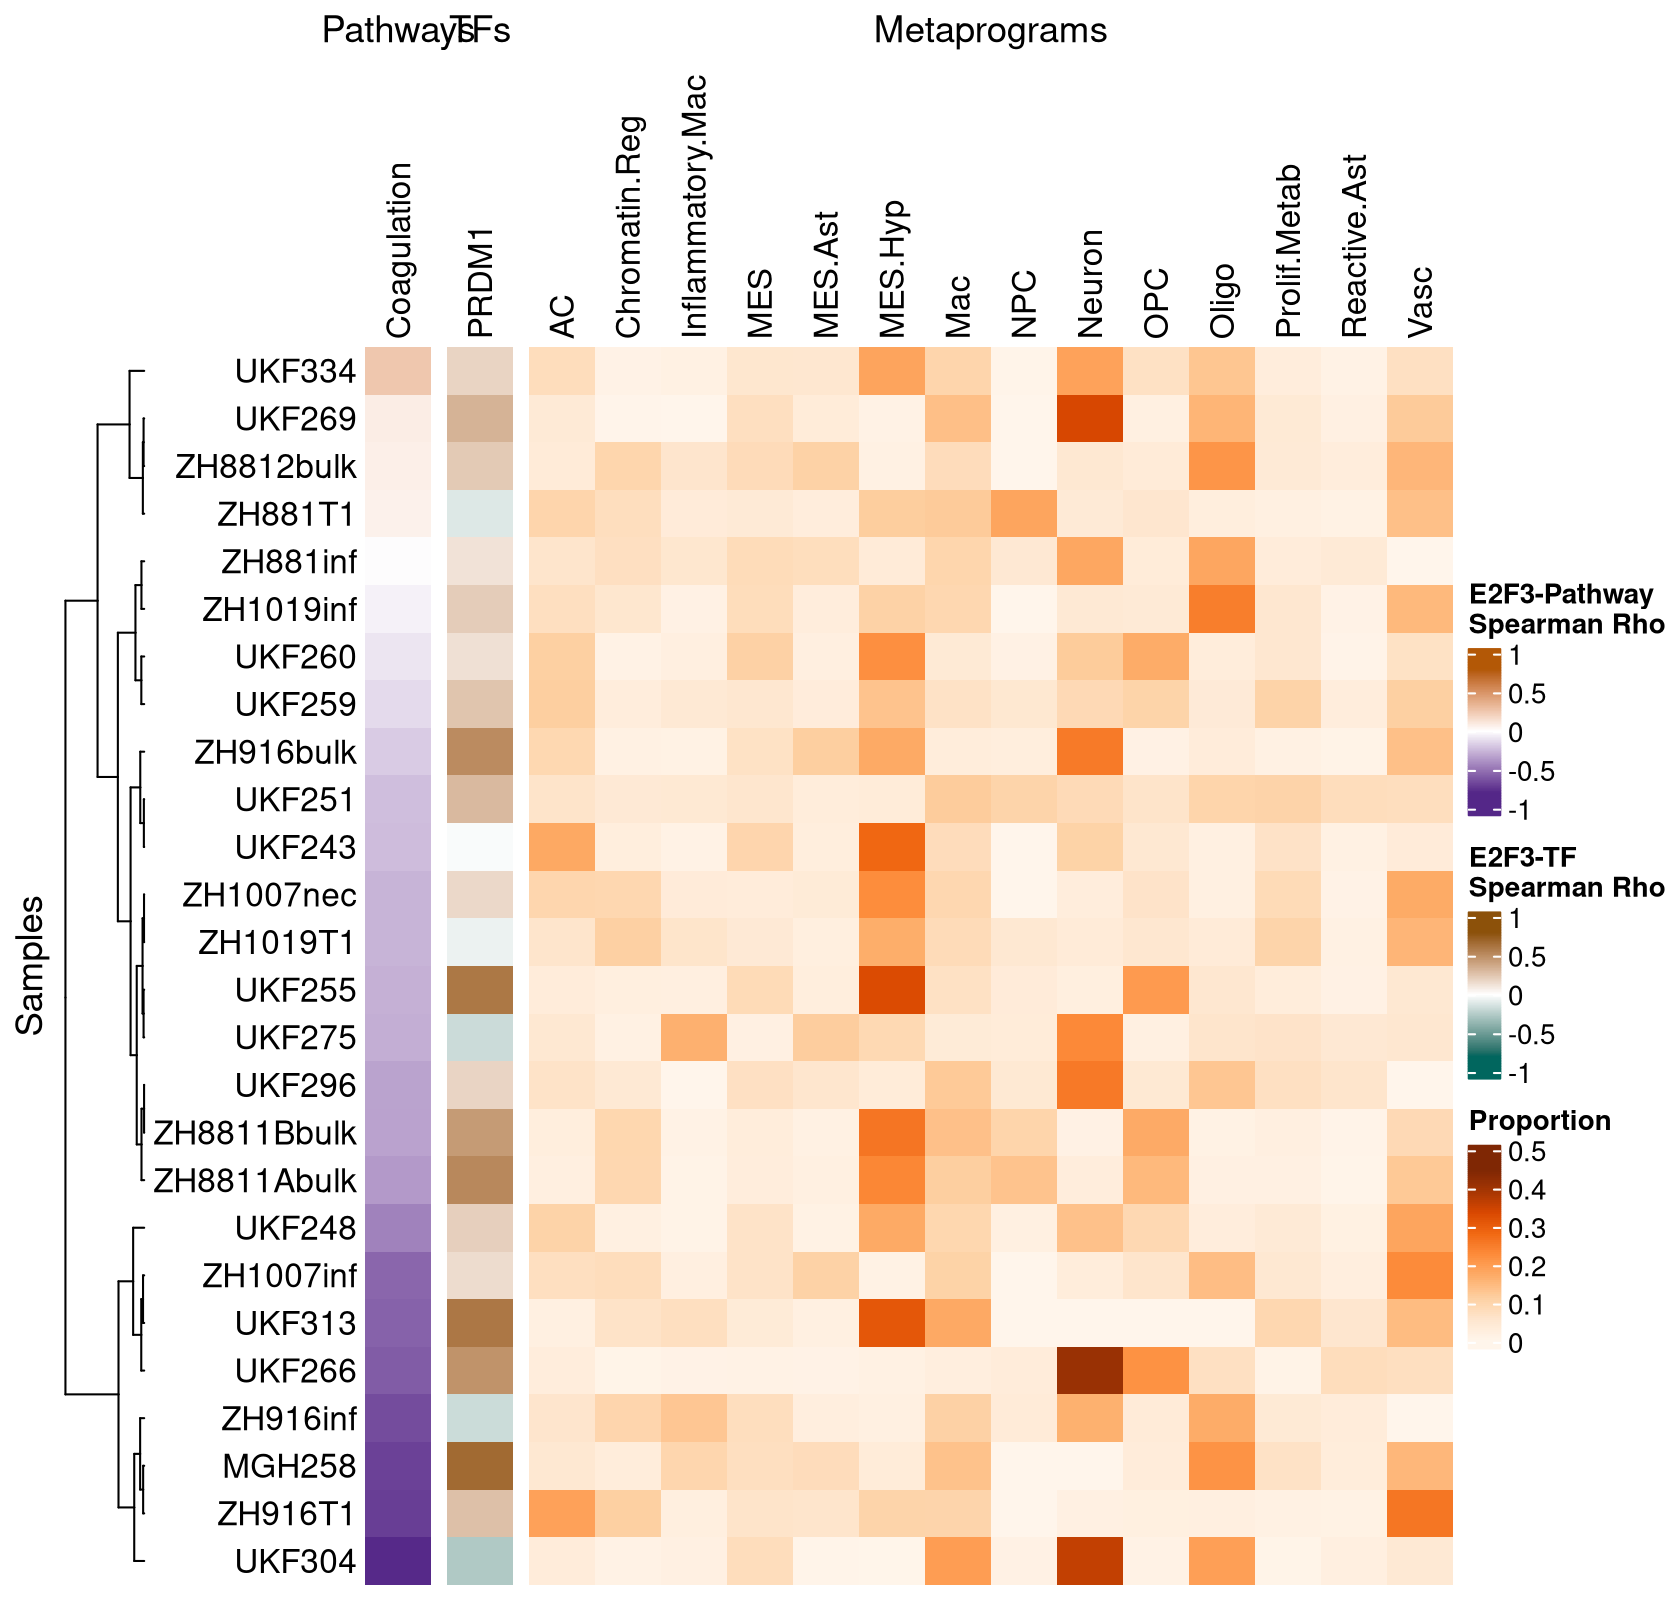 Pathways TFs Metaprograms
Coagulation
PRDM1
AC
Chromatin.Reg
Inflammatory.Mac
MES
MES.Ast
MES.Hyp
Mac
NPC
Neuron
OPC
Oligo
Prolif.Metab
Reactive.Ast
Vasc
Samples
UKF334
UKF269
ZH8812bulk
ZH881T1
ZH881inf
ZH1019inf
UKF260
UKF259
ZH916bulk
UKF251
UKF243
ZH1007nec
ZH1019T1
UKF255
UKF275
UKF296
ZH8811Bbulk
ZH8811Abulk
UKF248
ZH1007inf
UKF313
UKF266
ZH916inf
MGH258
ZH916T1
UKF304
E2F3-Pathway
Spearman Rho
1
0.5
0
-0.5
-1
E2F3-TF
Spearman Rho
1
0.5
0
-0.5
-1
Proportion
0.5
0.4
0.3
0.2
0.1
0